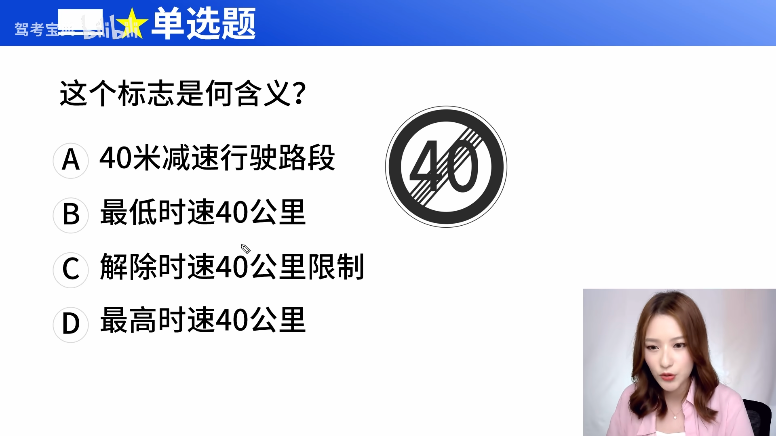 驾考宝典 bilibili 单选题
这个标志是何含义？
A 40米减速行驶路段
B 最低时速40公里
C 解除时速40公里限制
D 最高时速40公里
40